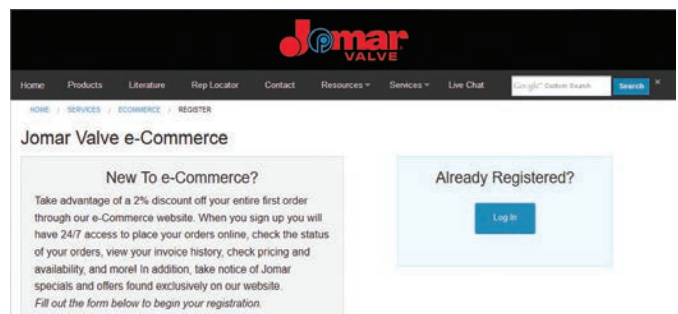 Jomar
VALVE
Home Products Literature Rep Locator Contact Resources Services Live Chat Google Custom Search Search ×
HOME / SERVICES / ECOMMERCE / REGISTER
Jomar Valve e-Commerce
New To e-Commerce?
Take advantage of a 2% discount off your entire first order
through our e-Commerce website. When you sign up you will
have 24/7 access to place your orders online, check the status
of your orders, view your invoice history, check pricing and
availability, and more! In addition, take notice of Jomar
specials and offers found exclusively on our website.
Fill out the form below to begin your registration.
Already Registered?
Log In